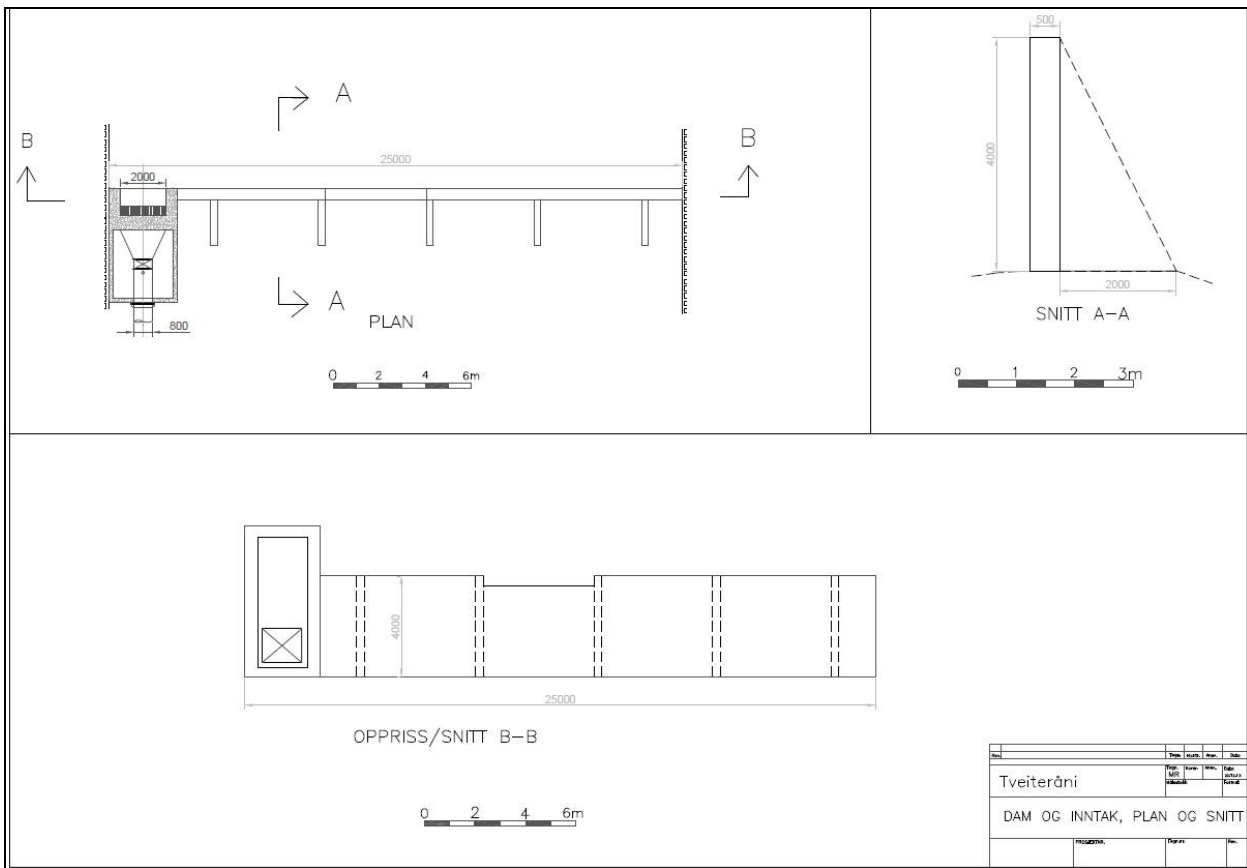 A
B
B
25000
2000
A
800
PLAN
0 2 4 6m
500
4000
2000
SNITT A-A
0 1 2 3m
4000
25000
OPPRISS/SNITT B-B
0 2 4 6m
Tveiteråni
MR
DAM OG INNTAK, PLAN OG SNITT